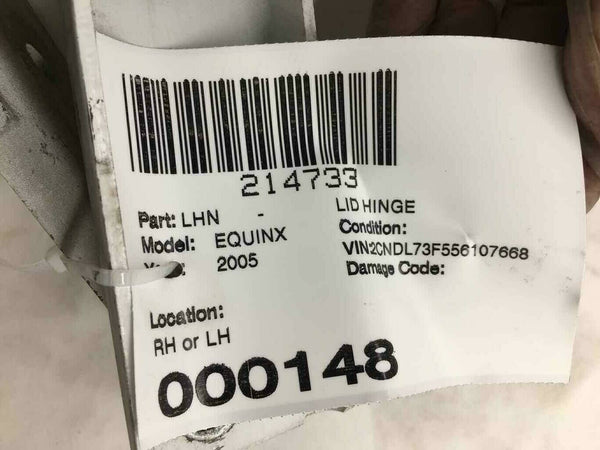 214733
Part: LHN - LID HINGE
Model: EQUINX Condition:
2005 VIN2CNDL73F556107668
Damage Code:
Location:
RH or LH
000148